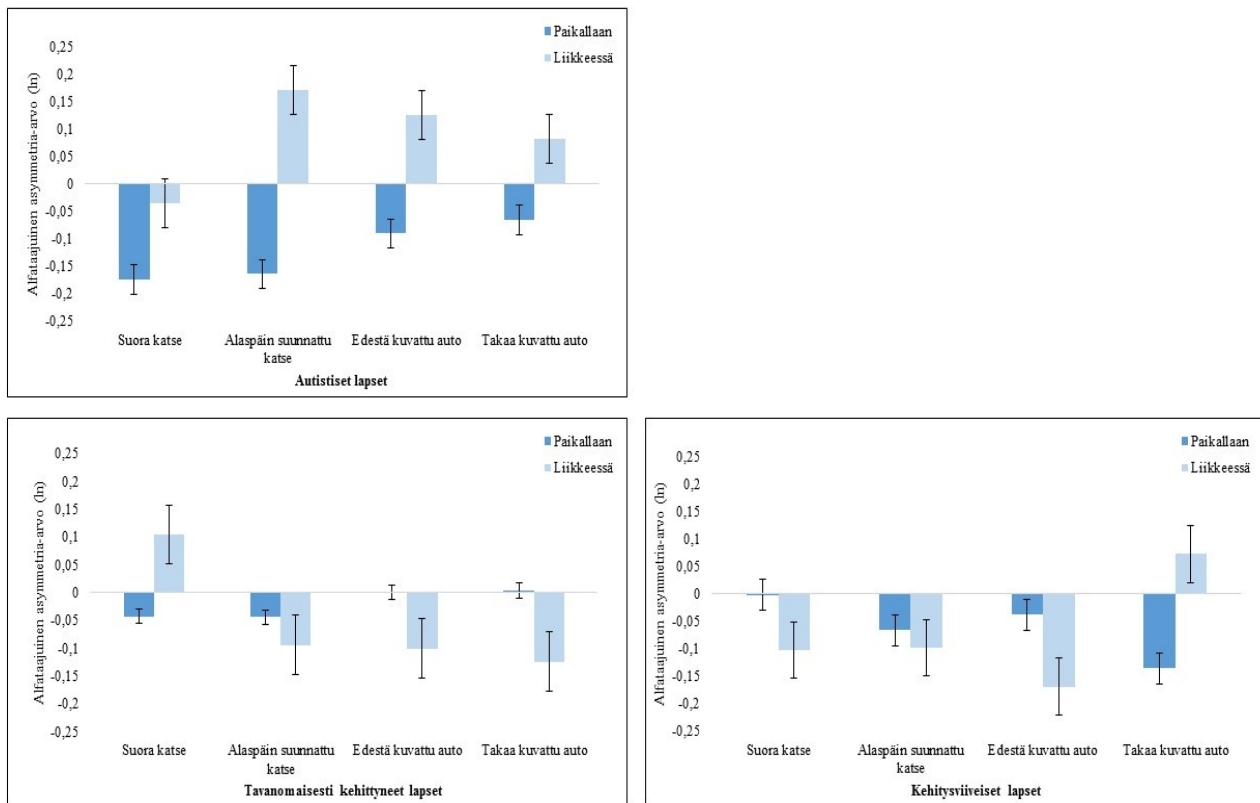 Paikallaan
Liikkeessä
Alfataajuinen asymmetria-arvo (ln)
0,25
0,2
0,15
0,1
0,05
0
-0,05
-0,1
-0,15
-0,2
-0,25
Suora katse
Alaspäin suunnattu
katse
Edestä kuvattu auto
Takaa kuvattu auto
Autistiset lapset
Paikallaan
Liikkeessä
Alfataajuinen asymmetria-arvo (ln)
0,25
0,2
0,15
0,1
0,05
0
-0,05
-0,1
-0,15
-0,2
-0,25
Suora katse
Alaspäin suunnattu
katse
Edestä kuvattu auto
Takaa kuvattu auto
Tavanomaisesti kehittyneet lapset
Paikallaan
Liikkeessä
Alfataajuinen asymmetria-arvo (ln)
0,25
0,2
0,15
0,1
0,05
0
-0,05
-0,1
-0,15
-0,2
-0,25
Suora katse
Alaspäin suunnattu
katse
Edestä kuvattu auto
Takaa kuvattu auto
Kehitysviiveiset lapset